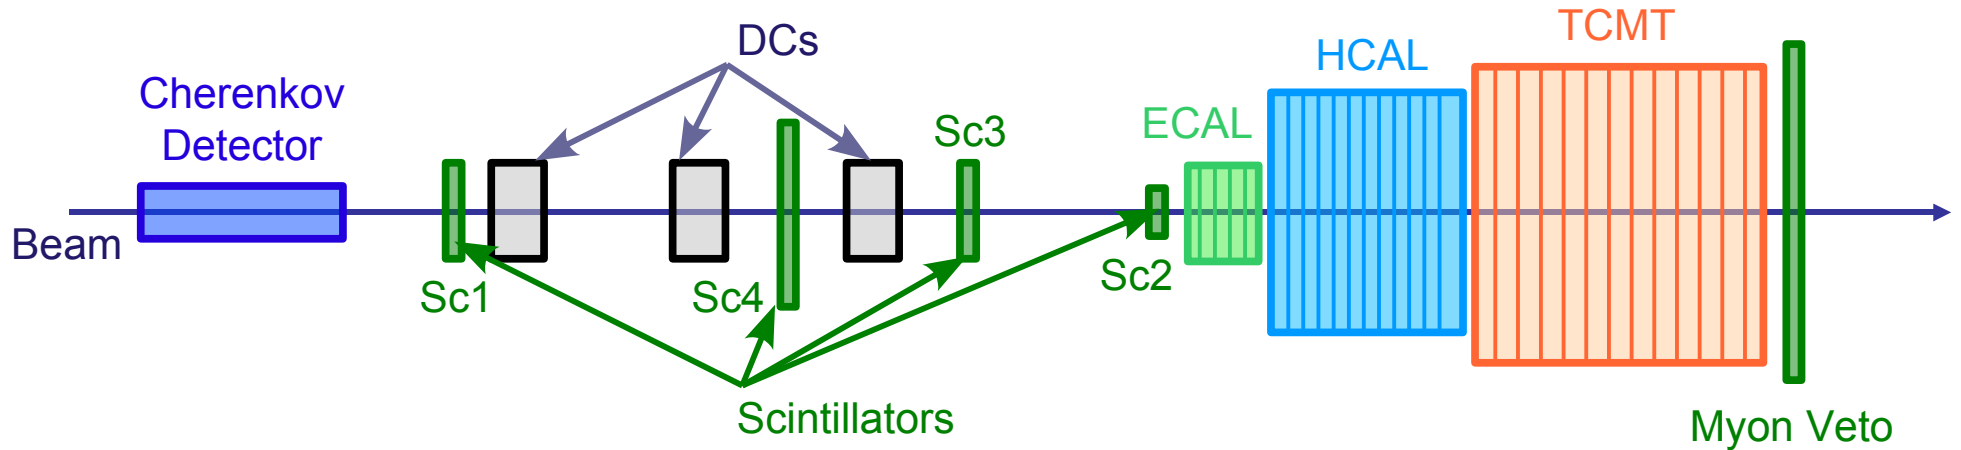 DCs
TCMT
HCAL
Cherenkov
Detector
Sc3
ECAL
Beam
Sc1
Sc4
Sc2
Scintillators
Myon Veto